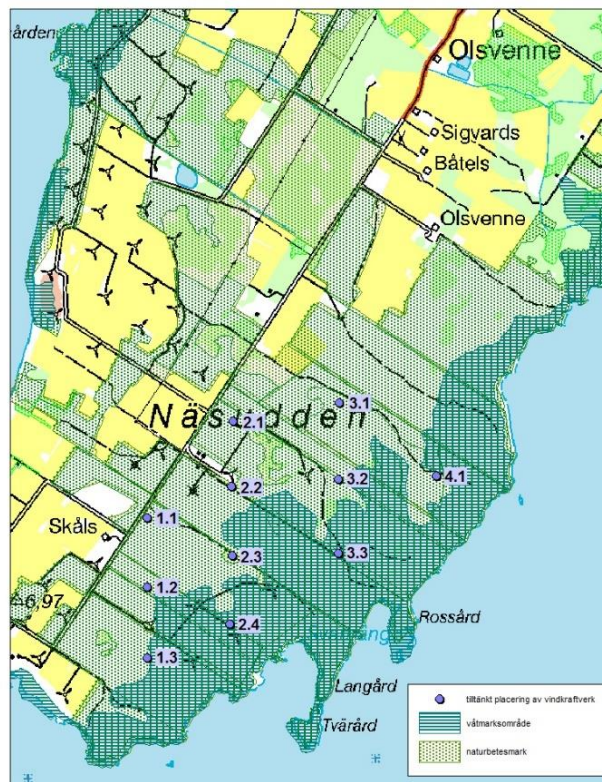 gården
Olsvenne
Sigvards
Båtels
Olsvenne
3.1
Näsudden
2.1
3.2
4.1
2.2
1.1
Skåls
2.3
3.3
1.2
6,97
2.4
Rossård
1.3
Langård
Tvärård
tilltänkt placering av vindkraftverk
våtmarksområde
naturbetesmark